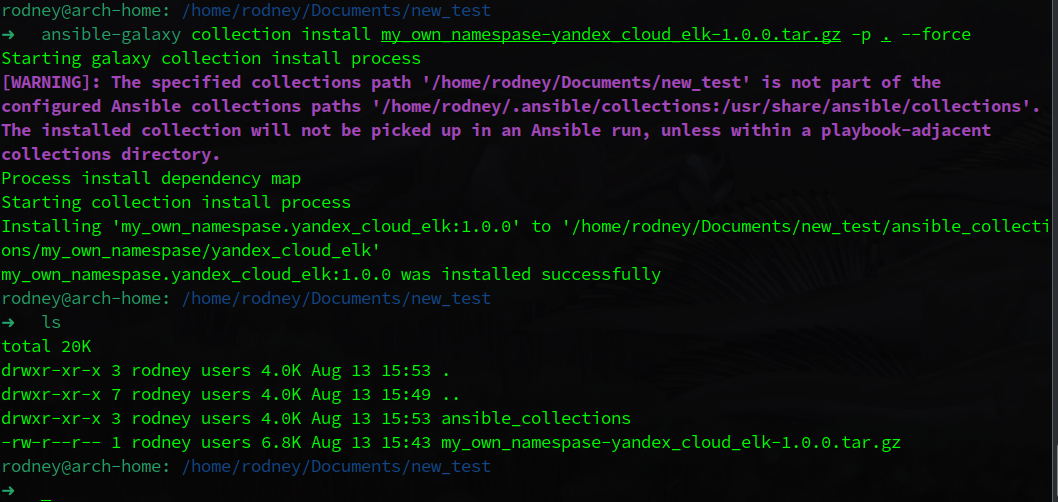 rodney@arch-home: /home/rodney/Documents/new_test
➜ ansible-galaxy collection install my_own_namespase-yandex_cloud_elk-1.0.0.tar.gz -p . --force
Starting galaxy collection install process
[WARNING]: The specified collections path '/home/rodney/Documents/new_test' is not part of the
configured Ansible collections paths '/home/rodney/.ansible/collections:/usr/share/ansible/collections'.
The installed collection will not be picked up in an Ansible run, unless within a playbook-adjacent
collections directory.
Process install dependency map
Starting collection install process
Installing 'my_own_namespase.yandex_cloud_elk:1.0.0' to '/home/rodney/Documents/new_test/ansible_collecti
ons/my_own_namespase/yandex_cloud_elk'
my_own_namespase.yandex_cloud_elk:1.0.0 was installed successfully
rodney@arch-home: /home/rodney/Documents/new_test
➜ ls
total 20K
drwxr-xr-x 3 rodney users 4.0K Aug 13 15:53 .
drwxr-xr-x 7 rodney users 4.0K Aug 13 15:49 ..
drwxr-xr-x 3 rodney users 4.0K Aug 13 15:53 ansible_collections
-rw-r--r-- 1 rodney users 6.8K Aug 13 15:43 my_own_namespase-yandex_cloud_elk-1.0.0.tar.gz
rodney@arch-home: /home/rodney/Documents/new_test
➜